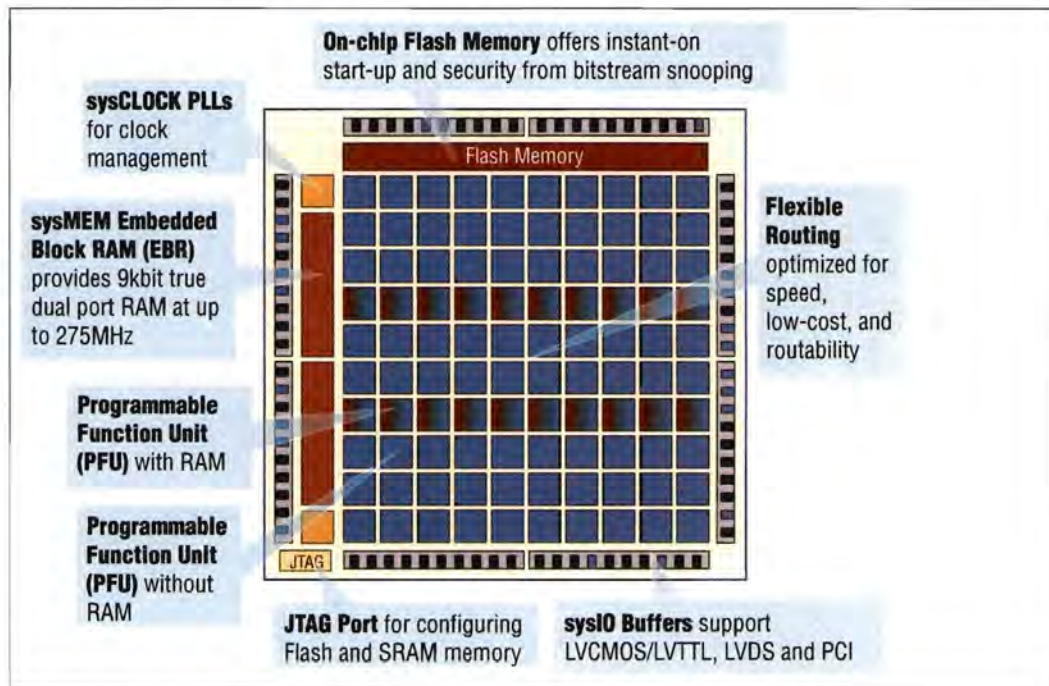 On-chip Flash Memory offers instant-on
start-up and security from bitstream snooping
sysCLOCK PLLs
for clock
management
Flash Memory
sysMEM Embedded
Block RAM (EBR)
provides 9kbit true
dual port RAM at up
to 275MHz
Flexible
Routing
optimized for
speed,
low-cost, and
routability
Programmable
Function Unit
(PFU) with RAM
Programmable
Function Unit
(PFU) without
RAM
JTAG
JTAG Port for configuring
Flash and SRAM memory
sysIO Buffers support
LVCMOS/LVTTL, LVDS and PCI